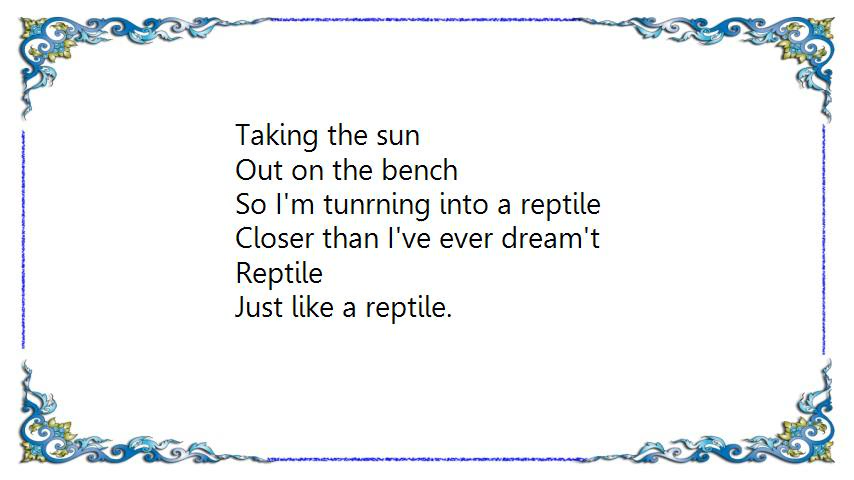 Taking the sun
Out on the bench
So I'm tunrning into a reptile
Closer than I've ever dream't
Reptile
Just like a reptile.